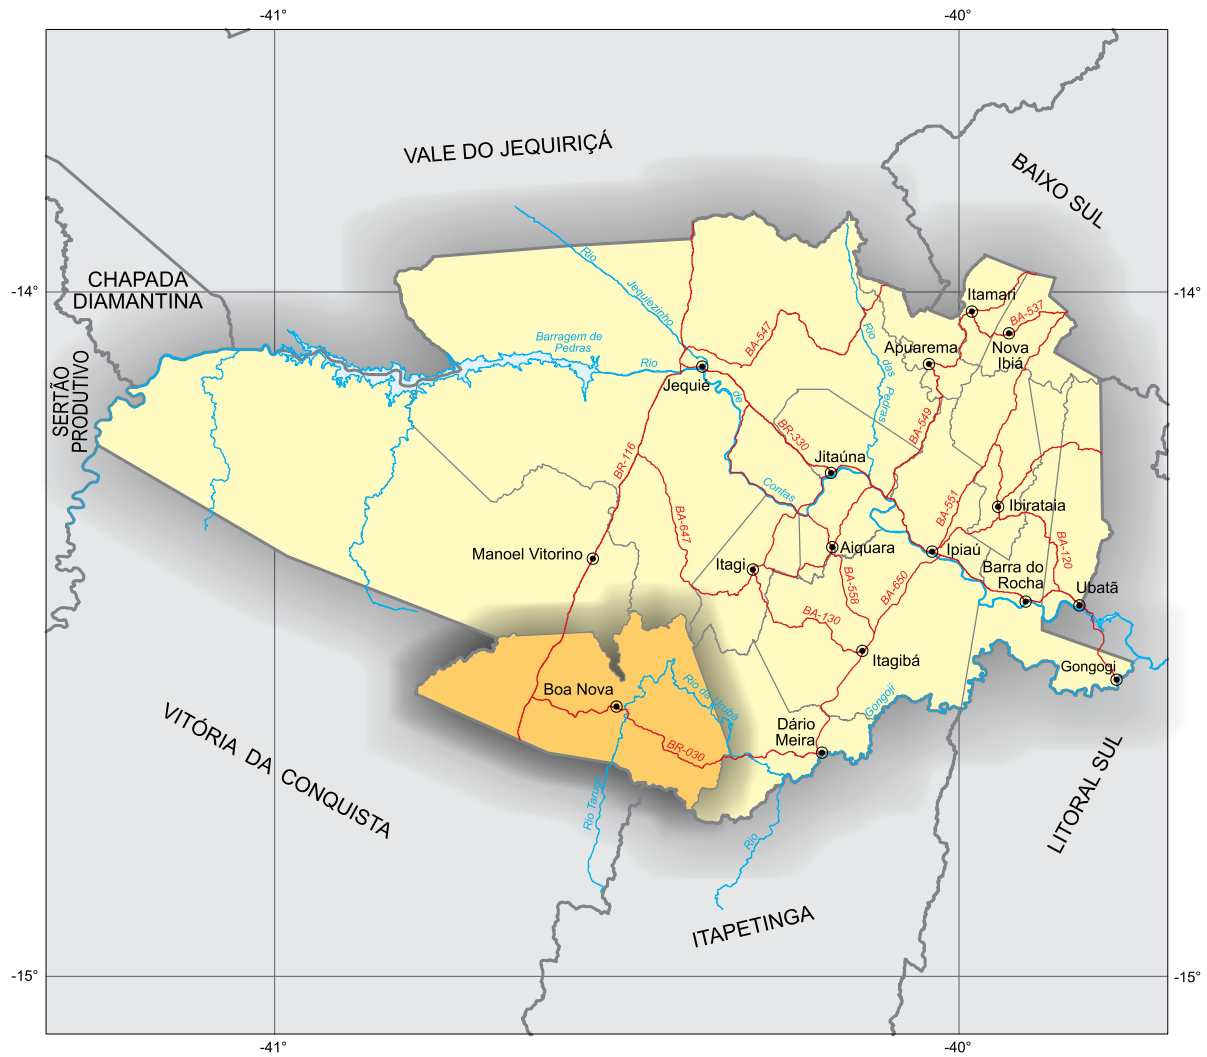 -41°
-40°
VALE DO JEQUIRIÇÁ
BAIXO SUL
CHAPADA
DIAMANTINA
-14°
-14°
Rio
Jequiezinho
Itamari
BA-537
BA-547
Nova
Ibiá
Apuarema
Barragem de
Pedras
Rio
Rio
das
Pedras
SERTÃO
PRODUTIVO
Jequié
de
BR-330
BA-549
BR-116
Jitaúna
Contas
BA-551
Ibirataia
BA-647
Manoel Vitorino
Itagi
Aiquara
Ipiaú
BA-120
BA-558
BA-650
Barra do
Rocha
Ubatã
BA-130
Itagibá
Gongogi
Boa Nova
Rio do Urubá
Gongoji
Dário
Meira
BR-030
VITÓRIA DA CONQUISTA
Rio Tarugo
Rio
LITORAL SUL
ITAPETINGA
-15°
-15°
-41°
-40°